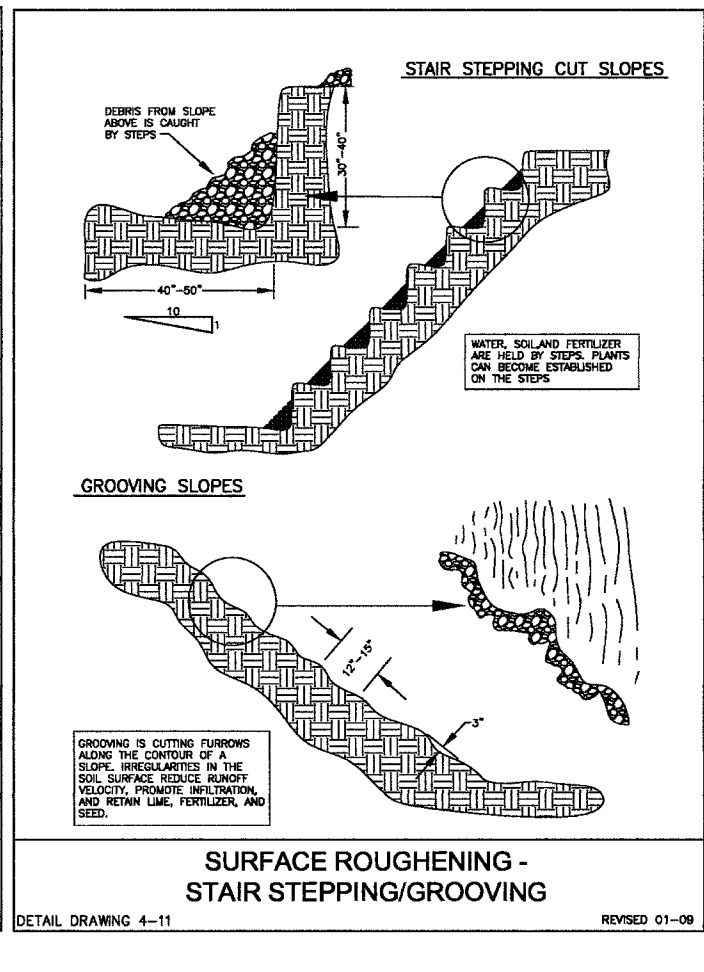 STAIR STEPPING CUT SLOPES
DEBRIS FROM SLOPE
ABOVE IS CAUGHT
BY STEPS
30"-40"
40"-50"
10
1
WATER, SOIL,AND FERTILIZER
ARE HELD BY STEPS. PLANTS
CAN BECOME ESTABLISHED
ON THE STEPS
GROOVING SLOPES
12"-15"
3"
GROOVING IS CUTTING FURROWS
ALONG THE CONTOUR OF A
SLOPE. IRREGULARITIES IN THE
SOIL SURFACE REDUCE RUNOFF
VELOCITY, PROMOTE INFILTRATION,
AND RETAIN LIME, FERTILIZER, AND
SEED.
SURFACE ROUGHENING -
STAIR STEPPING/GROOVING
DETAIL DRAWING 4-11
REVISED 01-09